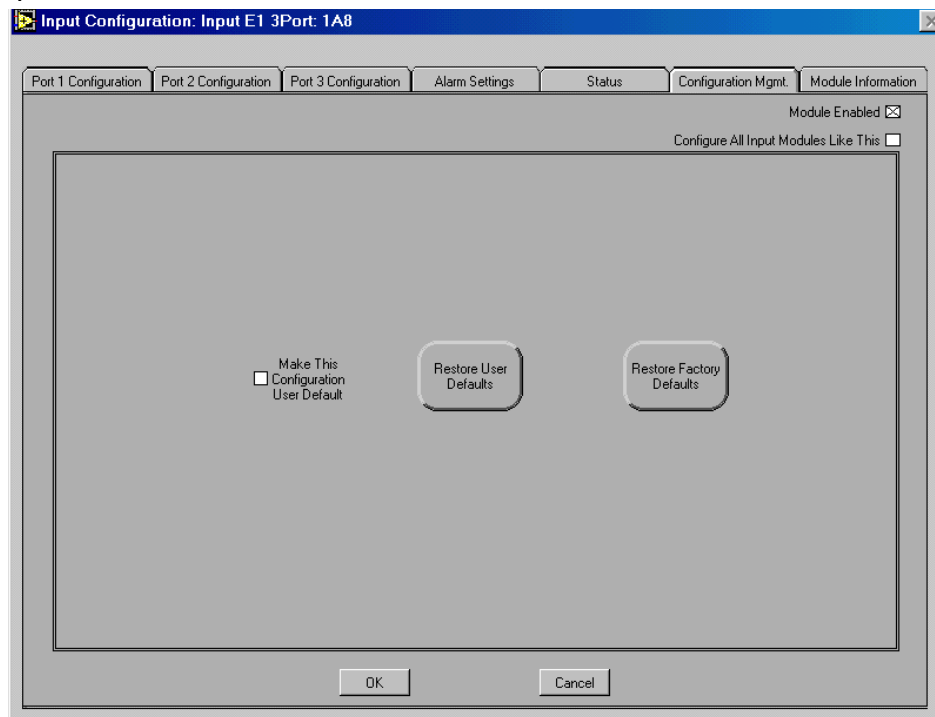 Input Configuration: Input E1 3Port: 1A8
Port 1 Configuration Port 2 Configuration Port 3 Configuration Alarm Settings Status Configuration Mgmt. Module Information
Module Enabled
Configure All Input Modules Like This
Make This
Configuration
User Default
Restore User
Defaults
Restore Factory
Defaults
OK Cancel